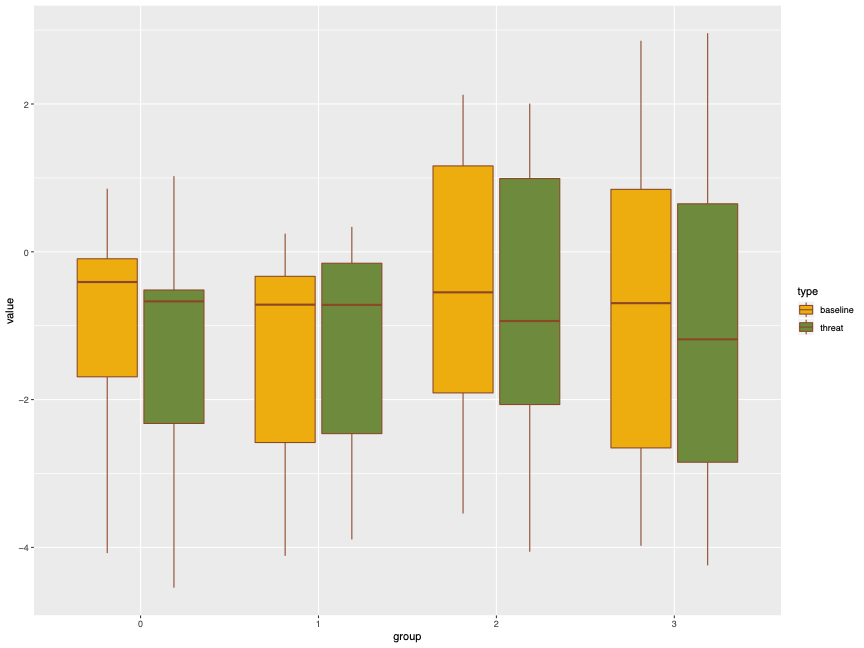 value
2
0
−2
−4
0
1
2
3
group
type
baseline
threat